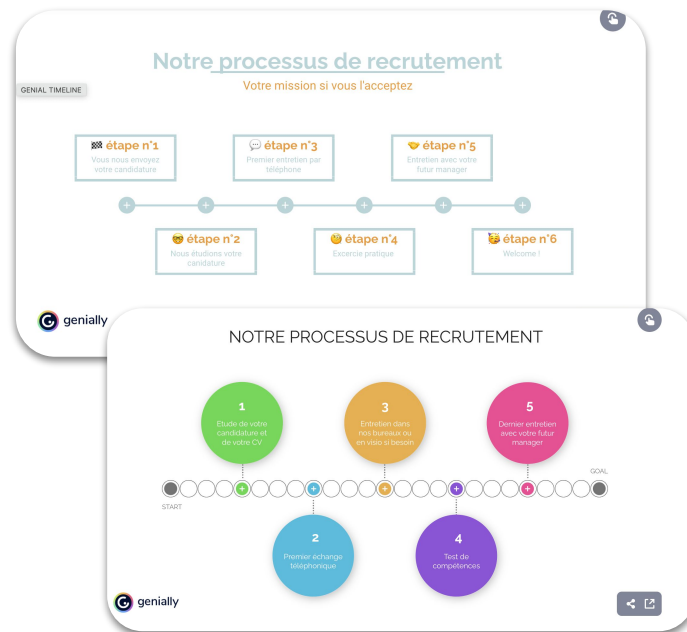 Notre processus de recrutement
Votre mission si vous l'acceptez
GENIAL TIMELINE
étape n°1
Vous nous envoyez
votre candidature
étape n°3
Premier entretien par
téléphone
étape n°5
Entretien avec votre
futur manager
étape n°2
Nous étudions votre
canidature
étape n°4
Excercie pratique
étape n°6
Welcome !
genially
NOTRE PROCESSUS DE RECRUTEMENT
1
Etude de votre
candidature et
de votre CV
3
Entretien dans
nos bureaux ou
en visio si besoin
5
Dernier entretien
avec votre futur
manager
GOAL
START
2
Premier échange
téléphonique
4
Test de
compétences
genially